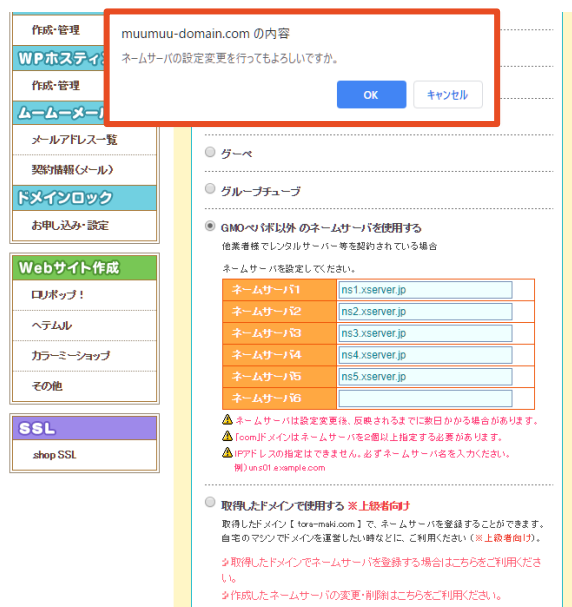 作成・管理
WPホスティ
作成・管理
ムームーメー
メールアドレス一覧
契約情報(メール)
ドメインロック
お申し込み・設定
Webサイト作成
ロリポップ！
ヘテムル
カラーミーショップ
その他
SSL
shop SSL
muumuu-domain.com の内容
ネームサーバの設定変更を行ってもよろしいですか。
OK
キャンセル
グーペ
グループチューブ
GMOペパボ以外 のネームサーバを使用する
他業者様でレンタルサーバー等を契約されている場合
ネームサーバを設定してください。
ネームサーバ1 ns1.xserver.jp
ネームサーバ2 ns2.xserver.jp
ネームサーバ3 ns3.xserver.jp
ネームサーバ4 ns4.xserver.jp
ネームサーバ5 ns5.xserver.jp
ネームサーバ6
ネームサーバは設定変更後、反映されるまでに数日かかる場合があります。
「com」ドメインはネームサーバを2個以上指定する必要があります。
IPアドレスの指定はできません。必ずネームサーバ名を入力ください。
例)uns01.example.com
取得したドメインで使用する ※上級者向け
取得したドメイン【 tora-maki.com 】で、ネームサーバを登録することができます。
自宅のマシンでドメインを運営したい時などに、ご利用ください（※上級者向け）。
取得したドメインでネームサーバを登録する場合はこちらをご利用くださ
い。
作成したネームサーバの変更・削除はこちらをご利用ください。